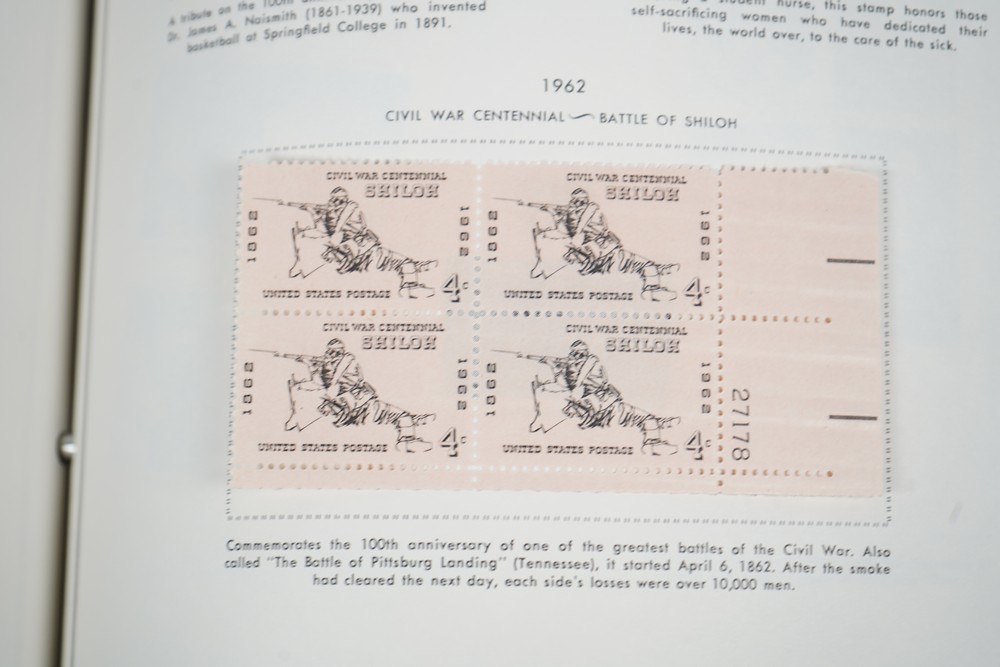 A tribute on the 100th
Dr. James A. Naismith (1861-1939) who invented
basketball at Springfield College in 1891.
student nurse, this stamp honors those
self-sacrificing women who have dedicated their
lives, the world over, to the care of the sick.
1962
CIVIL WAR CENTENNIAL — BATTLE OF SHILOH
CIVIL WAR CENTENNIAL
SHILOH
1862
1962
4c
UNITED STATES POSTAGE
CIVIL WAR CENTENNIAL
SHILOH
1862
1962
4c
UNITED STATES POSTAGE
CIVIL WAR CENTENNIAL
SHILOH
1862
1962
4c
UNITED STATES POSTAGE
CIVIL WAR CENTENNIAL
SHILOH
1862
1962
4c
UNITED STATES POSTAGE
27178
Commemorates the 100th anniversary of one of the greatest battles of the Civil War. Also
called "The Battle of Pittsburg Landing" (Tennessee), it started April 6, 1862. After the smoke
had cleared the next day, each side's losses were over 10,000 men.